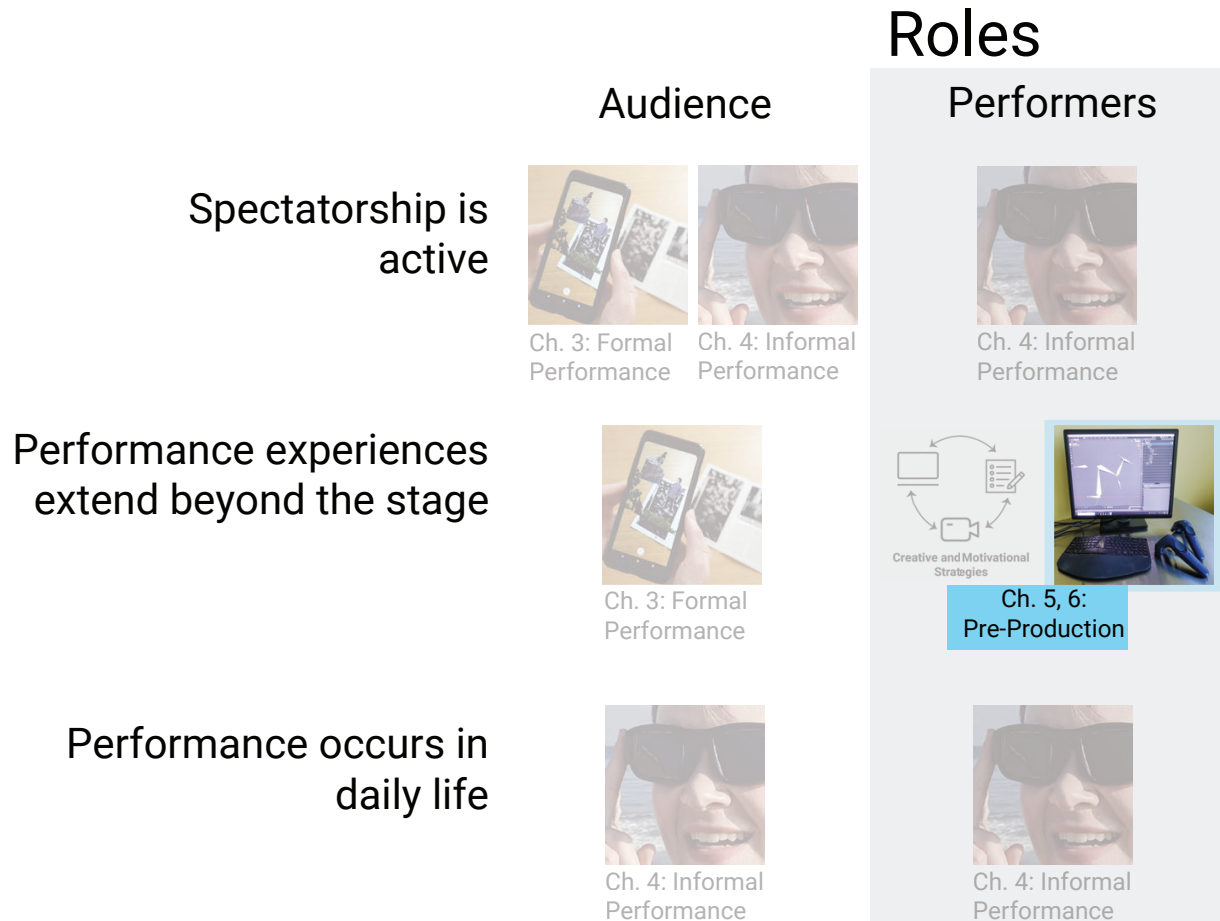 Roles
Audience
Performers
Spectatorship is
active
Ch. 3: Formal
Performance
Ch. 4: Informal
Performance
Ch. 4: Informal
Performance
Performance experiences
extend beyond the stage
Ch. 3: Formal
Performance
Creative and Motivational
Strategies
Ch. 5, 6:
Pre-Production
Performance occurs in
daily life
Ch. 4: Informal
Performance
Ch. 4: Informal
Performance